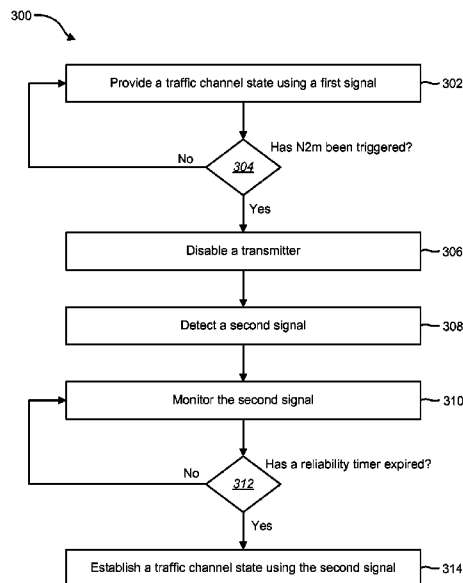 300
Provide a traffic channel state using a first signal
302
Has N2m been triggered?
No
304
Yes
Disable a transmitter
306
Detect a second signal
308
Monitor the second signal
310
Has a reliability timer expired?
No
312
Yes
Establish a traffic channel state using the second signal
314